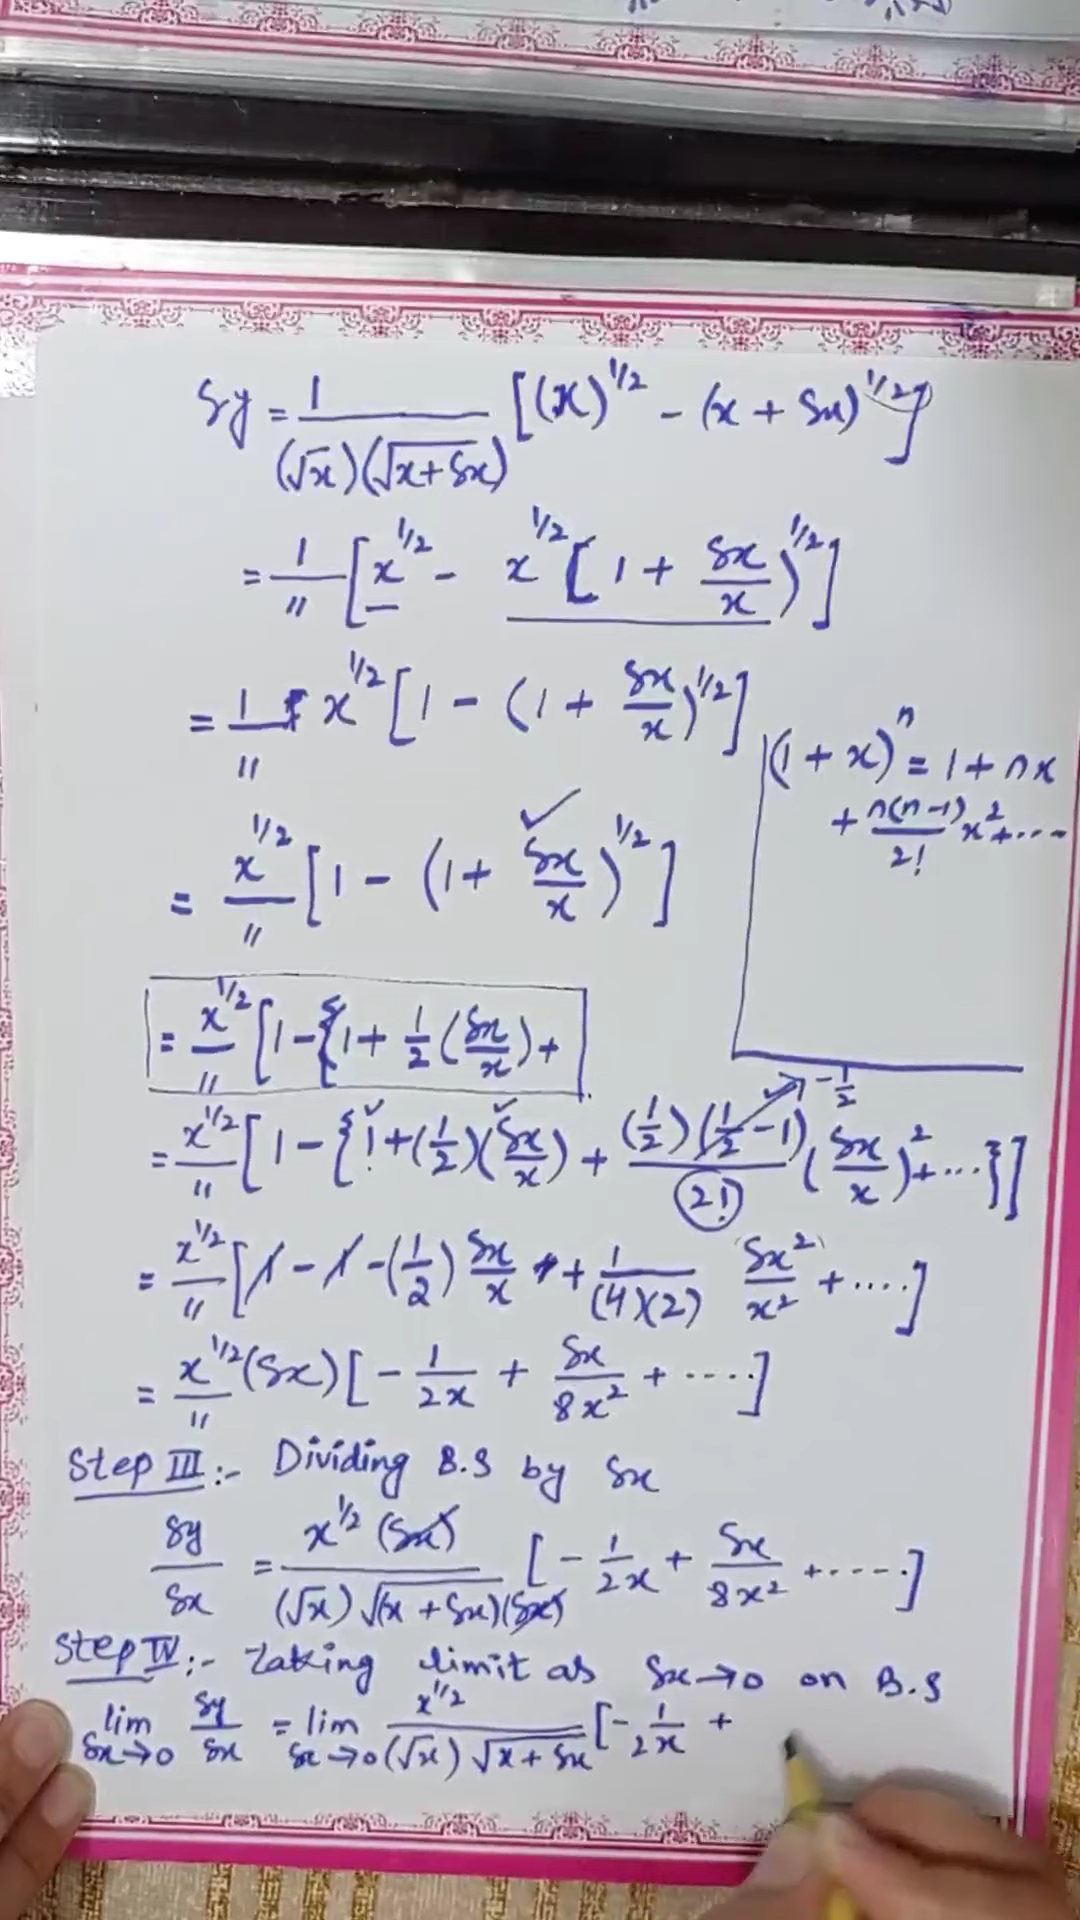 δy = 1/((√x)(√x+δx)) [(x)^1/2 - (x + δx)^1/2]
= 1/〃 [x^1/2 - x^1/2 [1 + δx/x)^1/2]
= 1/〃 x^1/2 [1 - (1 + δx/x)^1/2]
(1 + x)^n = 1 + nx
+ n(n-1)/2! x^2 + ....
= x^1/2/〃 [1 - (1 + δx/x)^1/2]
= x^1/2/〃 [1 - {1 + 1/2 (δx/x) +
-1/2
= x^1/2/〃 [1 - {1 + (1/2)(δx/x) + (1/2)(1/2 - 1)/2! (δx/x)^2 + ...}]
= x^1/2/〃 [1 - 1 - (1/2) δx/x + 1/(4)(2) δx^2/x^2 + ....]
= x^1/2/〃 (δx) [- 1/2x + δx/8x^2 + ....]
Step III :- Dividing B.S by δx
δy/δx = x^1/2 (δx)/((√x) √(x + δx)(δx)) [- 1/2x + δx/8x^2 + ....]
Step IV :- Taking limit as δx→0 on B.S
lim δx→0 δy/δx = lim δx→0 x^1/2/((√x) √x + δx) [- 1/2x +